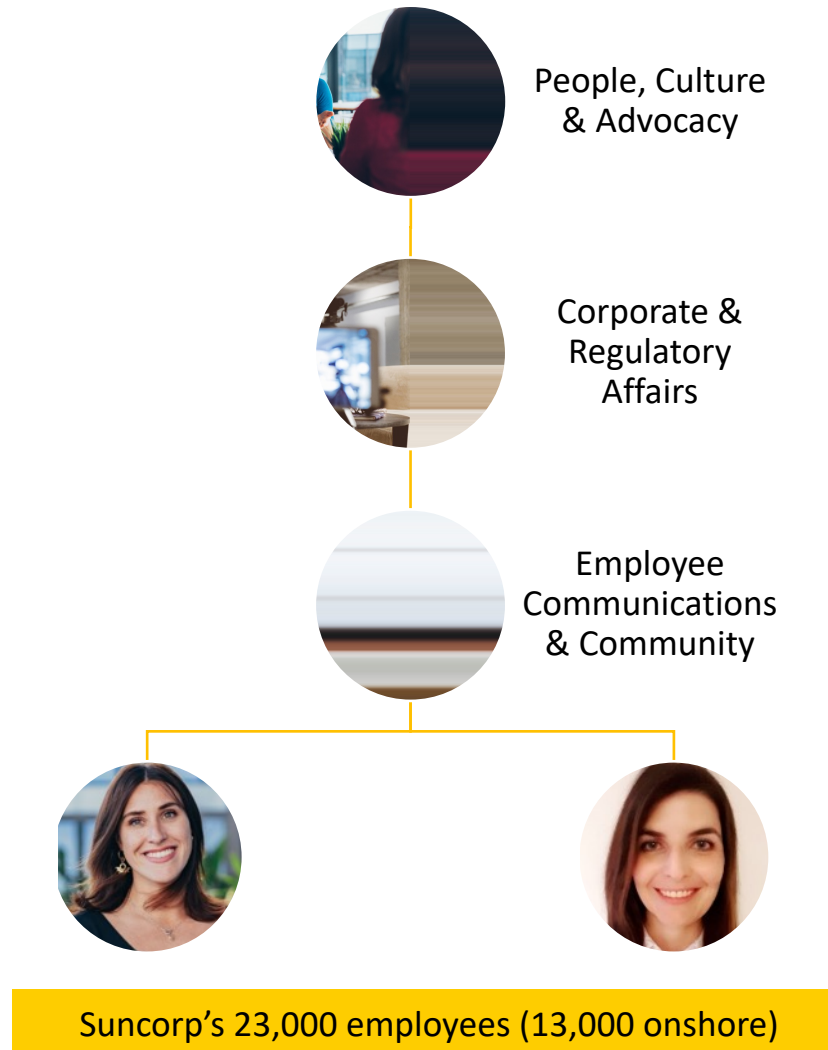 People, Culture
& Advocacy
Corporate &
Regulatory
Affairs
Employee
Communications
& Community
Suncorp’s 23,000 employees (13,000 onshore)